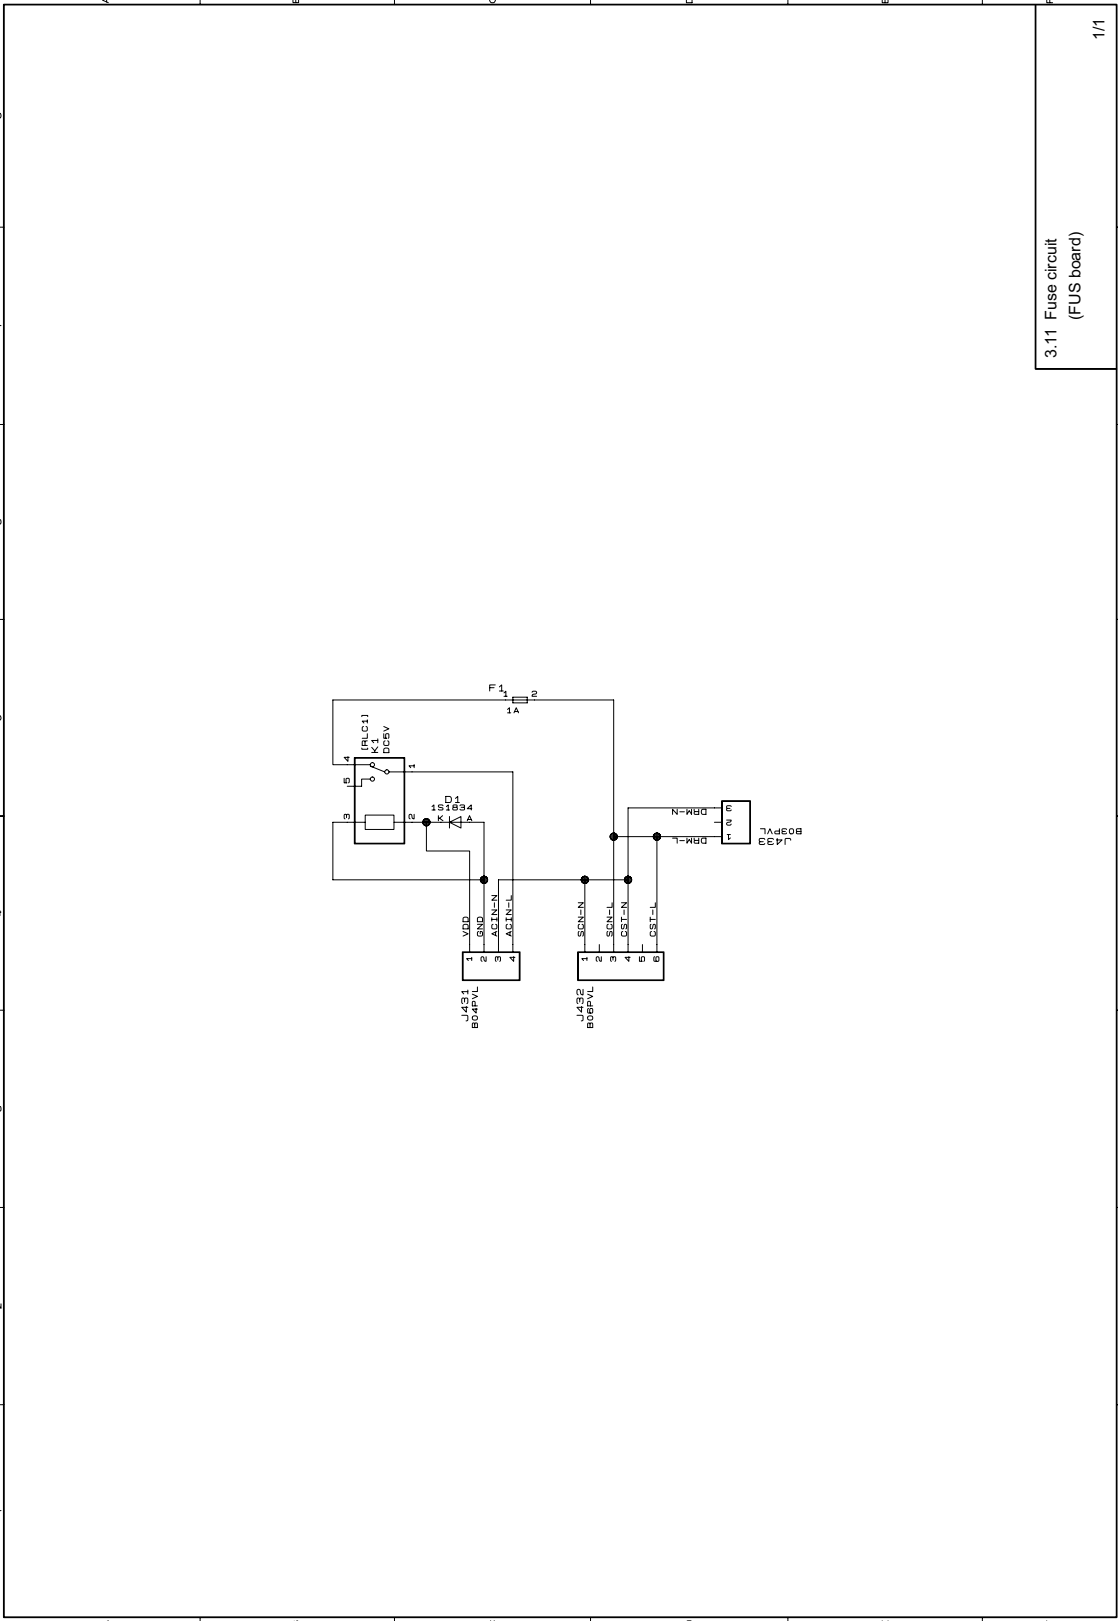 1/1
3.11 Fuse circuit
(FUS board)
F1
1
2
1A
[RLC1]
K1
DC5V
4
5
1
3
2
D1
1S1834
K
A
DRM-N
DRM-L
3
2
1
J433
B03PVL
VDD
GND
ACIN-N
ACIN-L
1
2
3
4
J431
B04PVL
SCN-N
SCN-L
CST-N
CST-L
1
2
3
4
5
6
J432
B06PVL